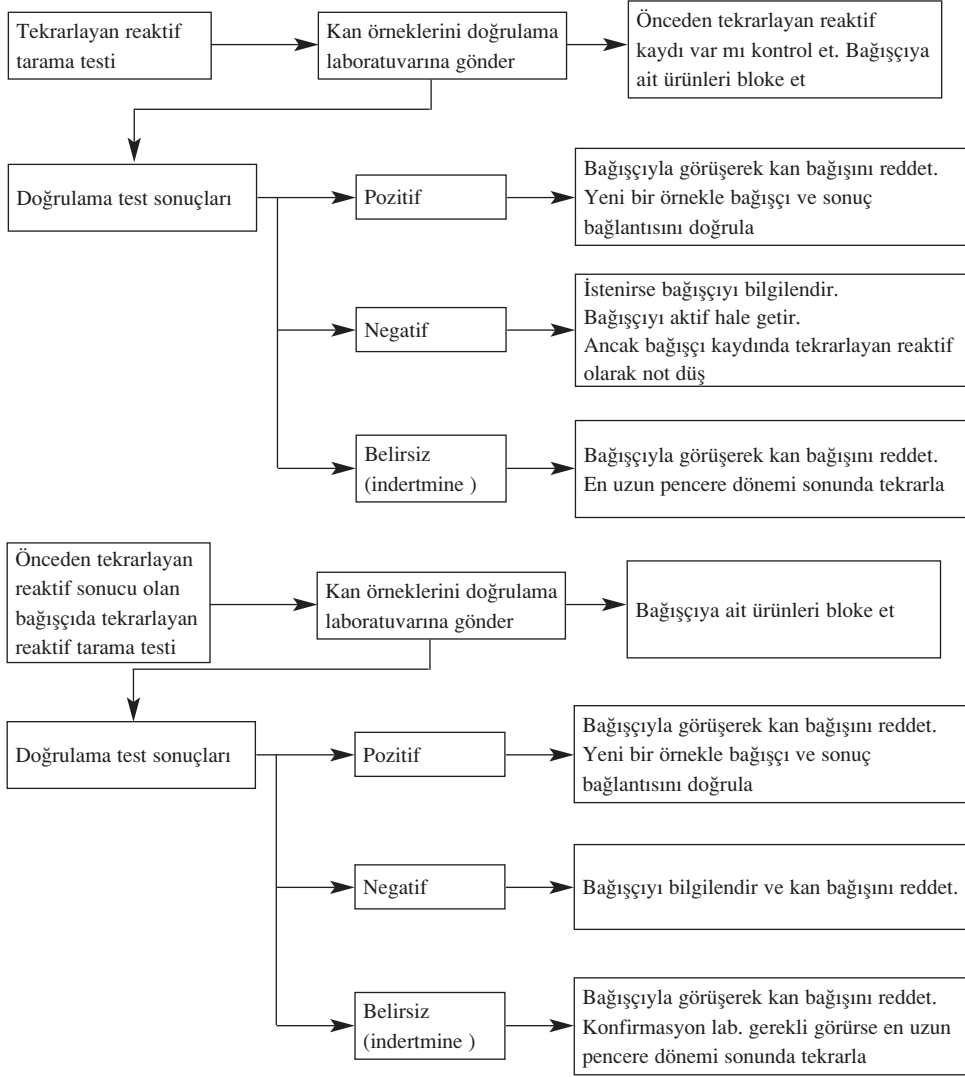 Tekrarlayan reaktif
tarama testi
Kan örneklerini doğrulama
laboratuvarına gönder
Önceden tekrarlayan reaktif
kaydı var mı kontrol et. Bağışçıya
ait ürünleri bloke et
Doğrulama test sonuçları
Pozitif
Bağışçıyla görüşerek kan bağışını reddet.
Yeni bir örnekle bağışçı ve sonuç
bağlantısını doğrula
Negatif
İstenirse bağışçıyı bilgilendir.
Bağışçıyı aktif hale getir.
Ancak bağışçı kaydında tekrarlayan reaktif
olarak not düş
Belirsiz
(indertmine )
Bağışçıyla görüşerek kan bağışını reddet.
En uzun pencere dönemi sonunda tekrarla
Önceden tekrarlayan
reaktif sonucu olan
bağışçıda tekrarlayan
reaktif tarama testi
Kan örneklerini doğrulama
laboratuvarına gönder
Bağışçıya ait ürünleri bloke et
Doğrulama test sonuçları
Pozitif
Bağışçıyla görüşerek kan bağışını reddet.
Yeni bir örnekle bağışçı ve sonuç
bağlantısını doğrula
Negatif
Bağışçıyı bilgilendir ve kan bağışını reddet.
Belirsiz
(indertmine )
Bağışçıyla görüşerek kan bağışını reddet.
Konfirmasyon lab. gerekli görürse en uzun
pencere dönemi sonunda tekrarla